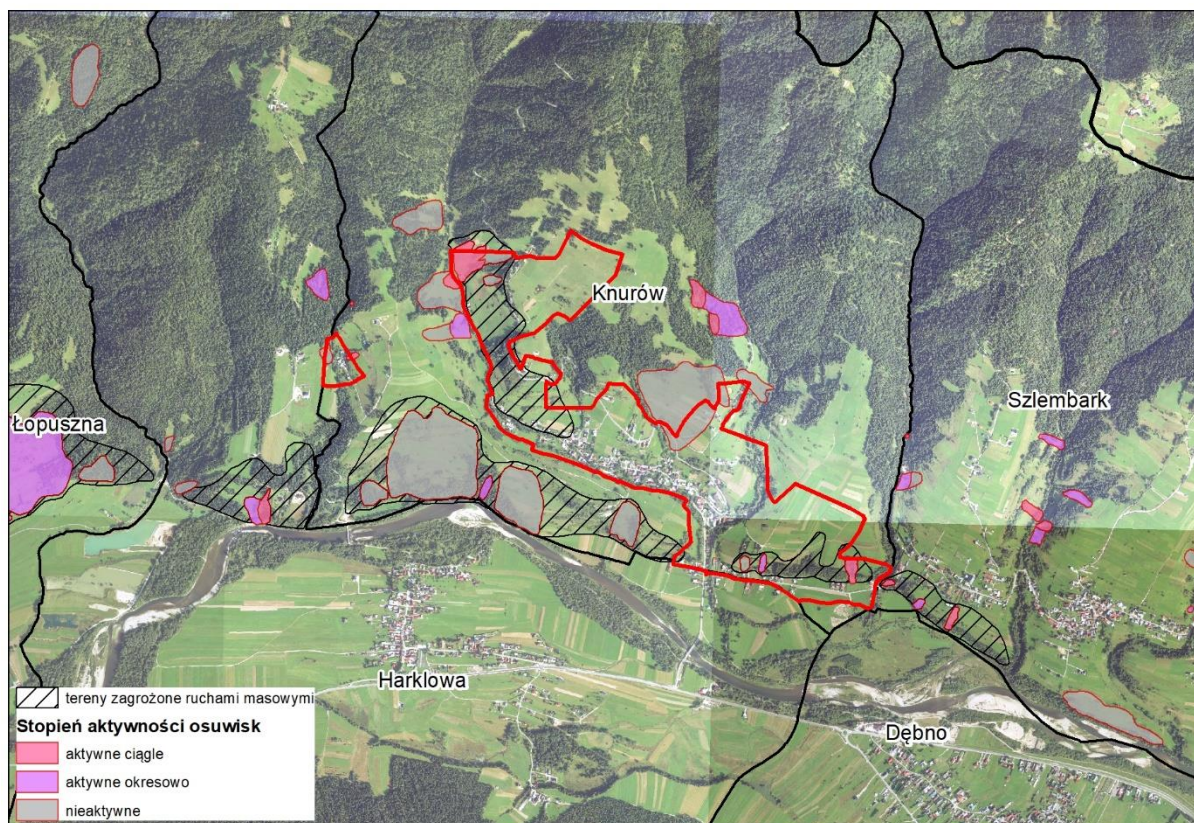 Knurów
Szlembark
Łopuszna
Harklowa
Dębno
tereny zagrożone ruchami masowymi
Stopień aktywności osuwisk
aktywne ciągle
aktywne okresowo
nieaktywne